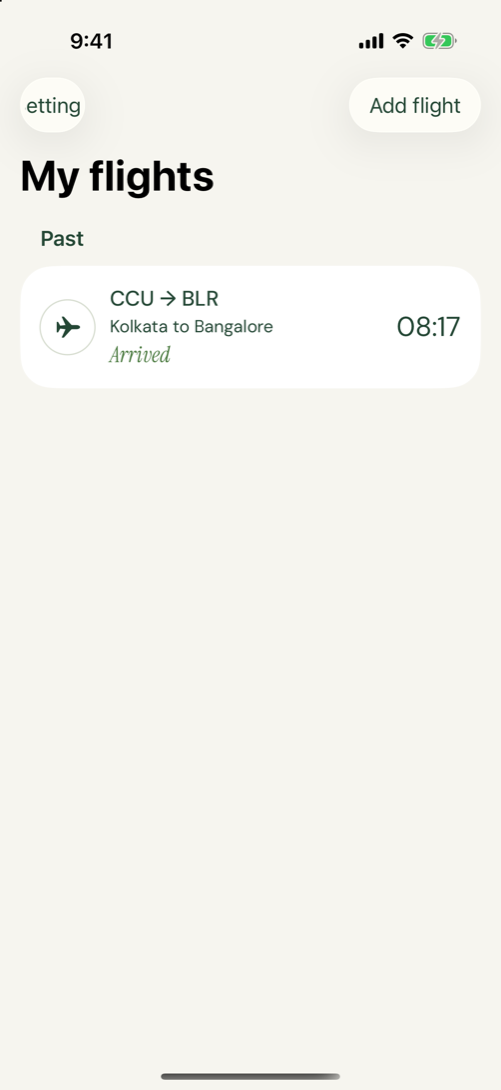 9:41
etting
Add flight
My flights
Past
CCU → BLR
Kolkata to Bangalore
08:17
Arrived